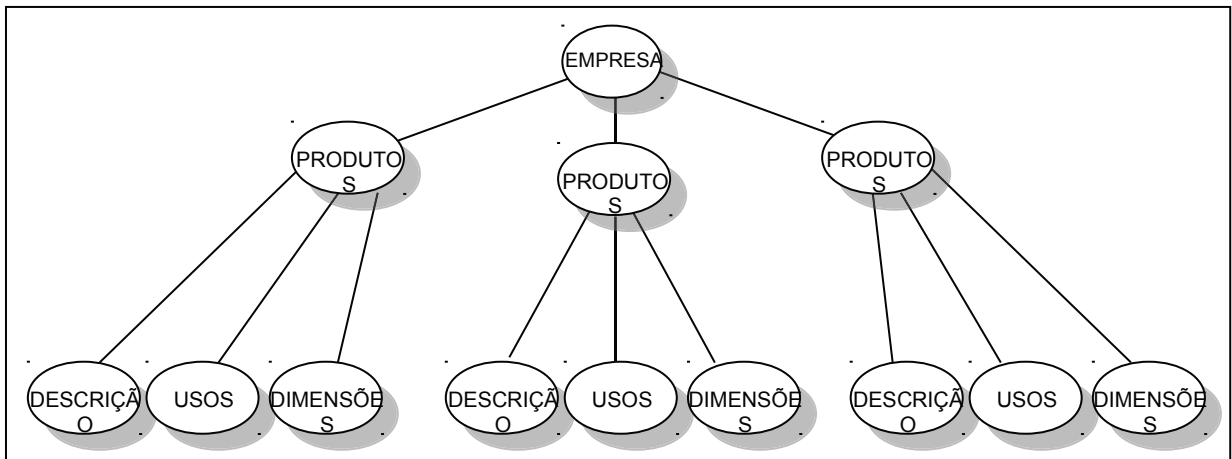 EMPRESA
PRODUTO
S
PRODUTO
S
PRODUTO
S
DESCRIÇÃ
O
USOS
DIMENSÕE
S
DESCRIÇÃ
O
USOS
DIMENSÕE
S
DESCRIÇÃ
O
USOS
DIMENSÕE
S